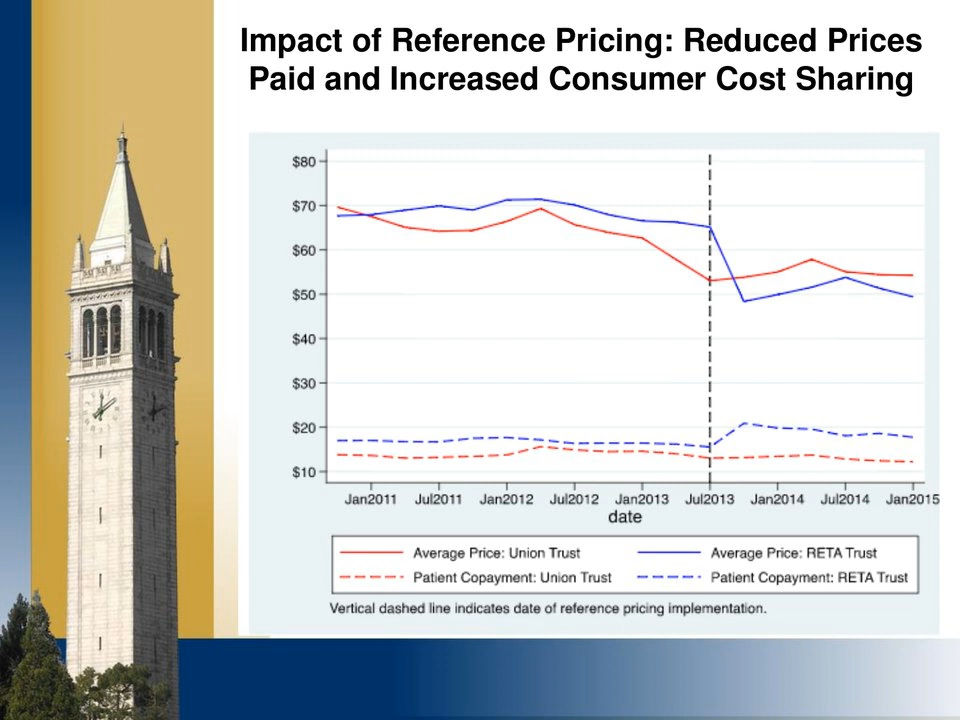 Impact of Reference Pricing: Reduced Prices
Paid and Increased Consumer Cost Sharing
$80
$70
$60
$50
$40
$30
$20
$10
Jan2011 Jul2011 Jan2012 Jul2012 Jan2013 Jul2013 Jan2014 Jul2014 Jan2015
date
Average Price: Union Trust Average Price: RETA Trust
Patient Copayment: Union Trust Patient Copayment: RETA Trust
Vertical dashed line indicates date of reference pricing implementation.